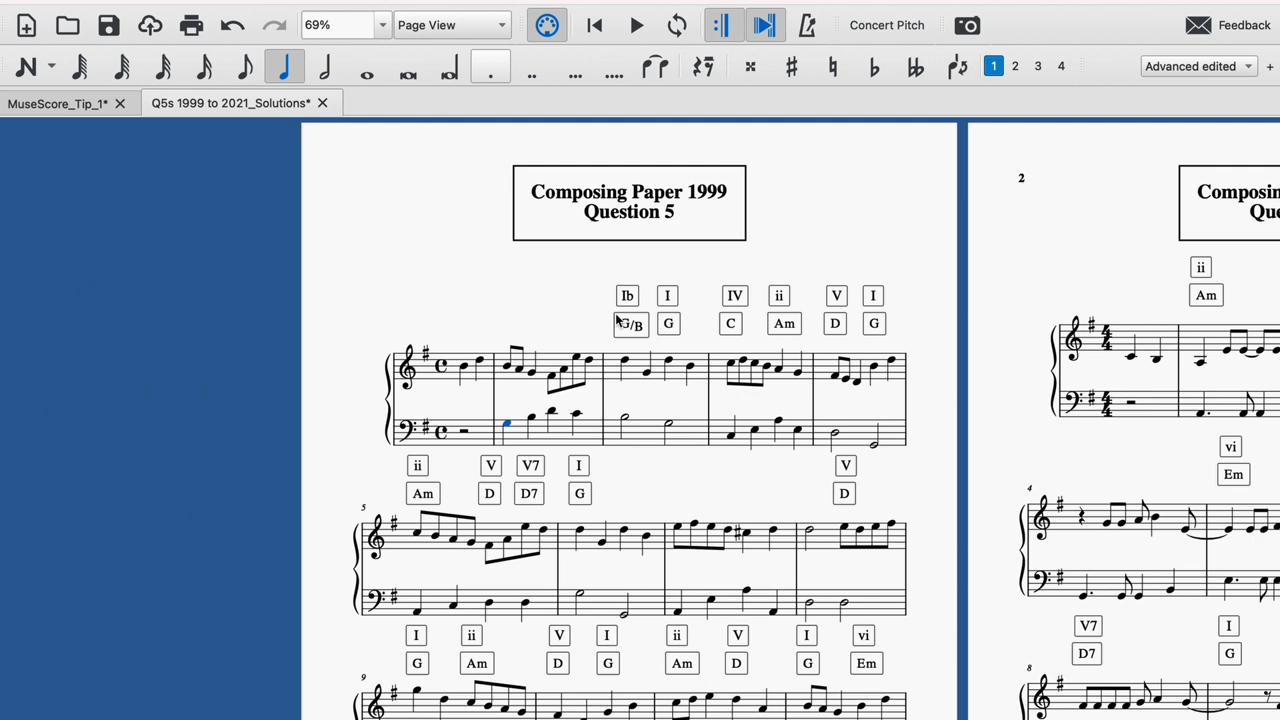 69% Page View Concert Pitch Feedback
1 2 3 4 Advanced edited +
MuseScore_Tip_1* Q5s 1999 to 2021_Solutions*
Composing Paper 1999
Question 5
Ib I IV ii V I
G/B G C Am D G
ii V V7 I V
Am D D7 G D
5
I ii V I ii V I vi
G Am D G Am D G Em
9
2
Composin
Qu
ii
Am
vi
Em
4
V7 I
D7 G
8